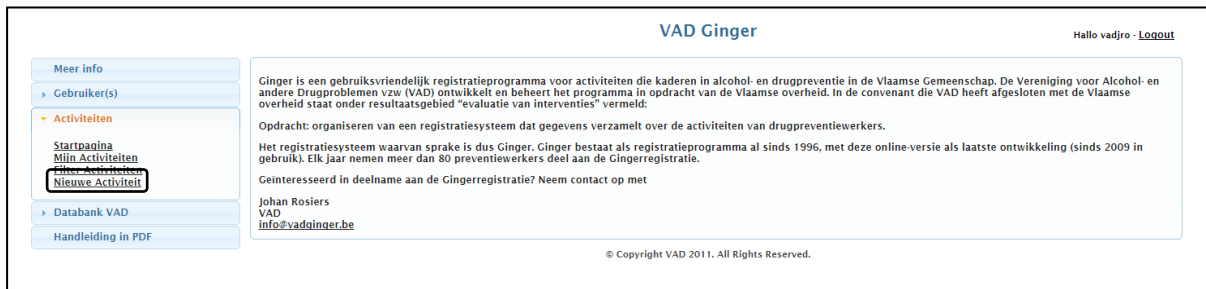 VAD Ginger
Hallo vadjro - Logout
Meer info
Gebruiker(s)
Activiteiten
Startpagina
Mijn Activiteiten
Filter Activiteiten
Nieuwe Activiteit
Databank VAD
Handleiding in PDF
Ginger is een gebruiksvriendelijk registratieprogramma voor activiteiten die kaderen in alcohol- en drugpreventie in de Vlaamse Gemeenschap. De Vereniging voor Alcohol- en
andere Drugproblemen vzw (VAD) ontwikkelt en beheert het programma in opdracht van de Vlaamse overheid. In de convenant die VAD heeft afgesloten met de Vlaamse
overheid staat onder resultaatsgebied “evaluatie van interventies” vermeld:
Opdracht: organiseren van een registratiesysteem dat gegevens verzamelt over de activiteiten van drugpreventiewerkers.
Het registratiesysteem waarvan sprake is dus Ginger. Ginger bestaat als registratieprogramma al sinds 1996, met deze online-versie als laatste ontwikkeling (sinds 2009 in
gebruik). Elk jaar nemen meer dan 80 preventiewerkers deel aan de Gingerregistratie.
Geïnteresseerd in deelname aan de Gingerregistratie? Neem contact op met
Johan Rosiers
VAD
info@vadginger.be
© Copyright VAD 2011. All Rights Reserved.